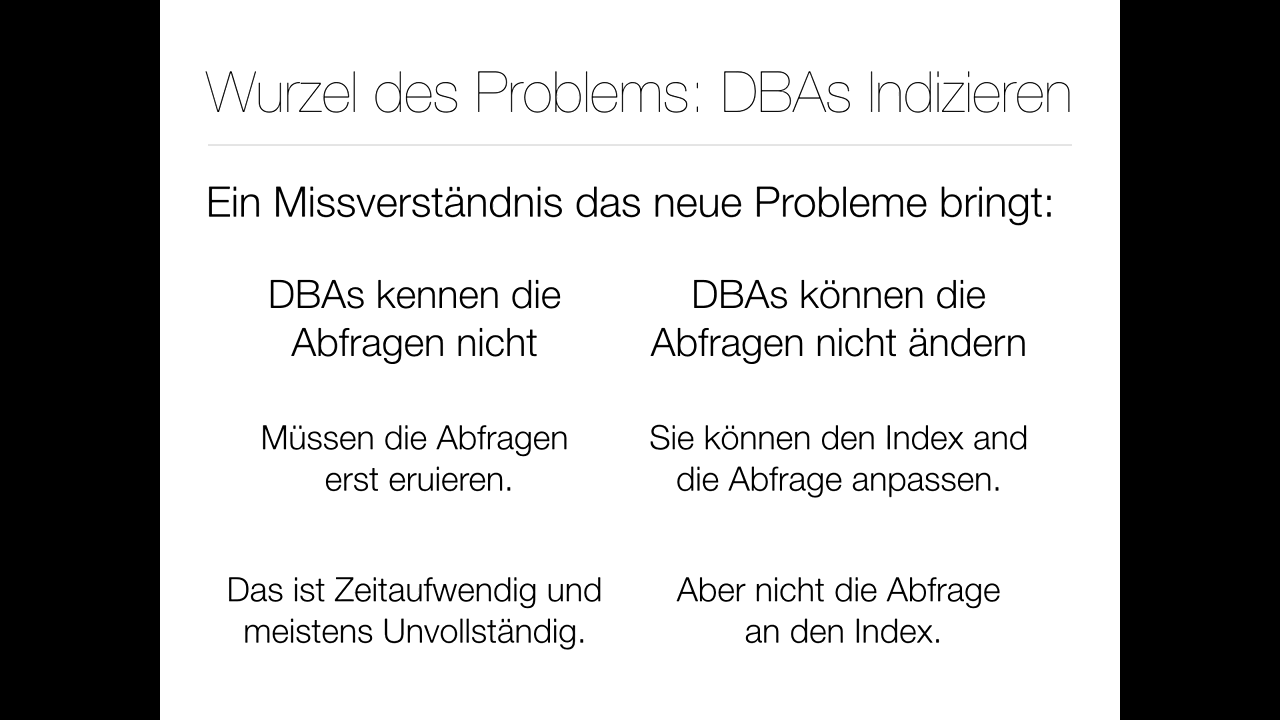 Wurzel des Problems: DBAs Indizieren
Ein Missverständnis das neue Probleme bringt:
DBAs kennen die
Abfragen nicht
Müssen die Abfragen
erst eruieren.
Das ist Zeitaufwendig und
meistens Unvollständig.
DBAs können die
Abfragen nicht ändern
Sie können den Index and
die Abfrage anpassen.
Aber nicht die Abfrage
an den Index.